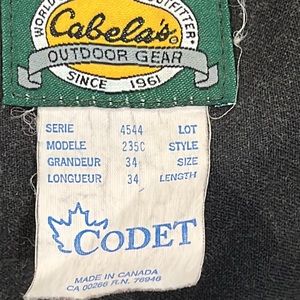 WORLD OUTFITTER
Cabela's
OUTDOOR GEAR
SINCE 1961
SERIE 4544 LOT
MODELE 235C STYLE
GRANDEUR 34 SIZE
LONGUEUR 34 LENGTH
CODET
MADE IN CANADA
CA 00266 R.N. 76946